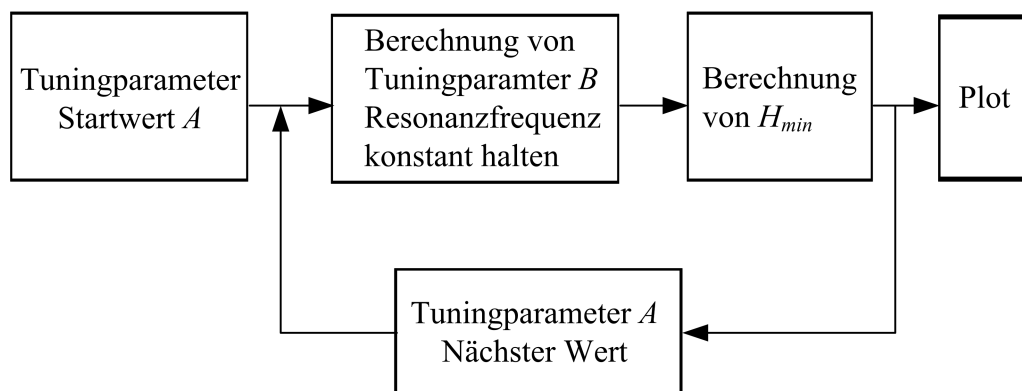 Tuningparameter
Startwert A
Berechnung von
Tuningparamter B
Resonanzfrequenz
konstant halten
Berechnung
von Hmin
Plot
Tuningparameter A
Nächster Wert